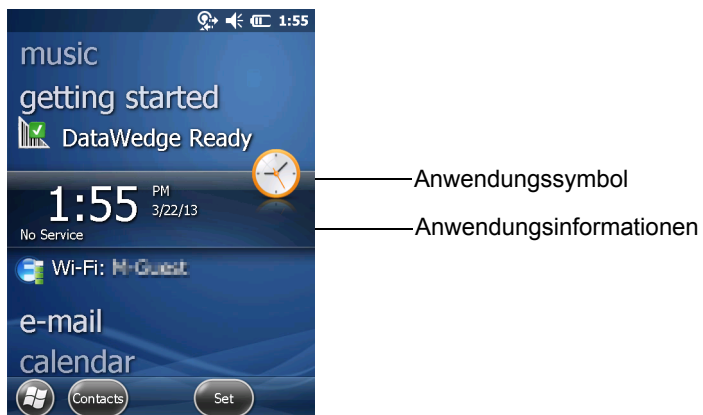 1:55
music
getting started
DataWedge Ready
Anwendungssymbol
1:55 PM
3/22/13
Anwendungsinformationen
No Service
Wi-Fi:
e-mail
calendar
Contacts
Set